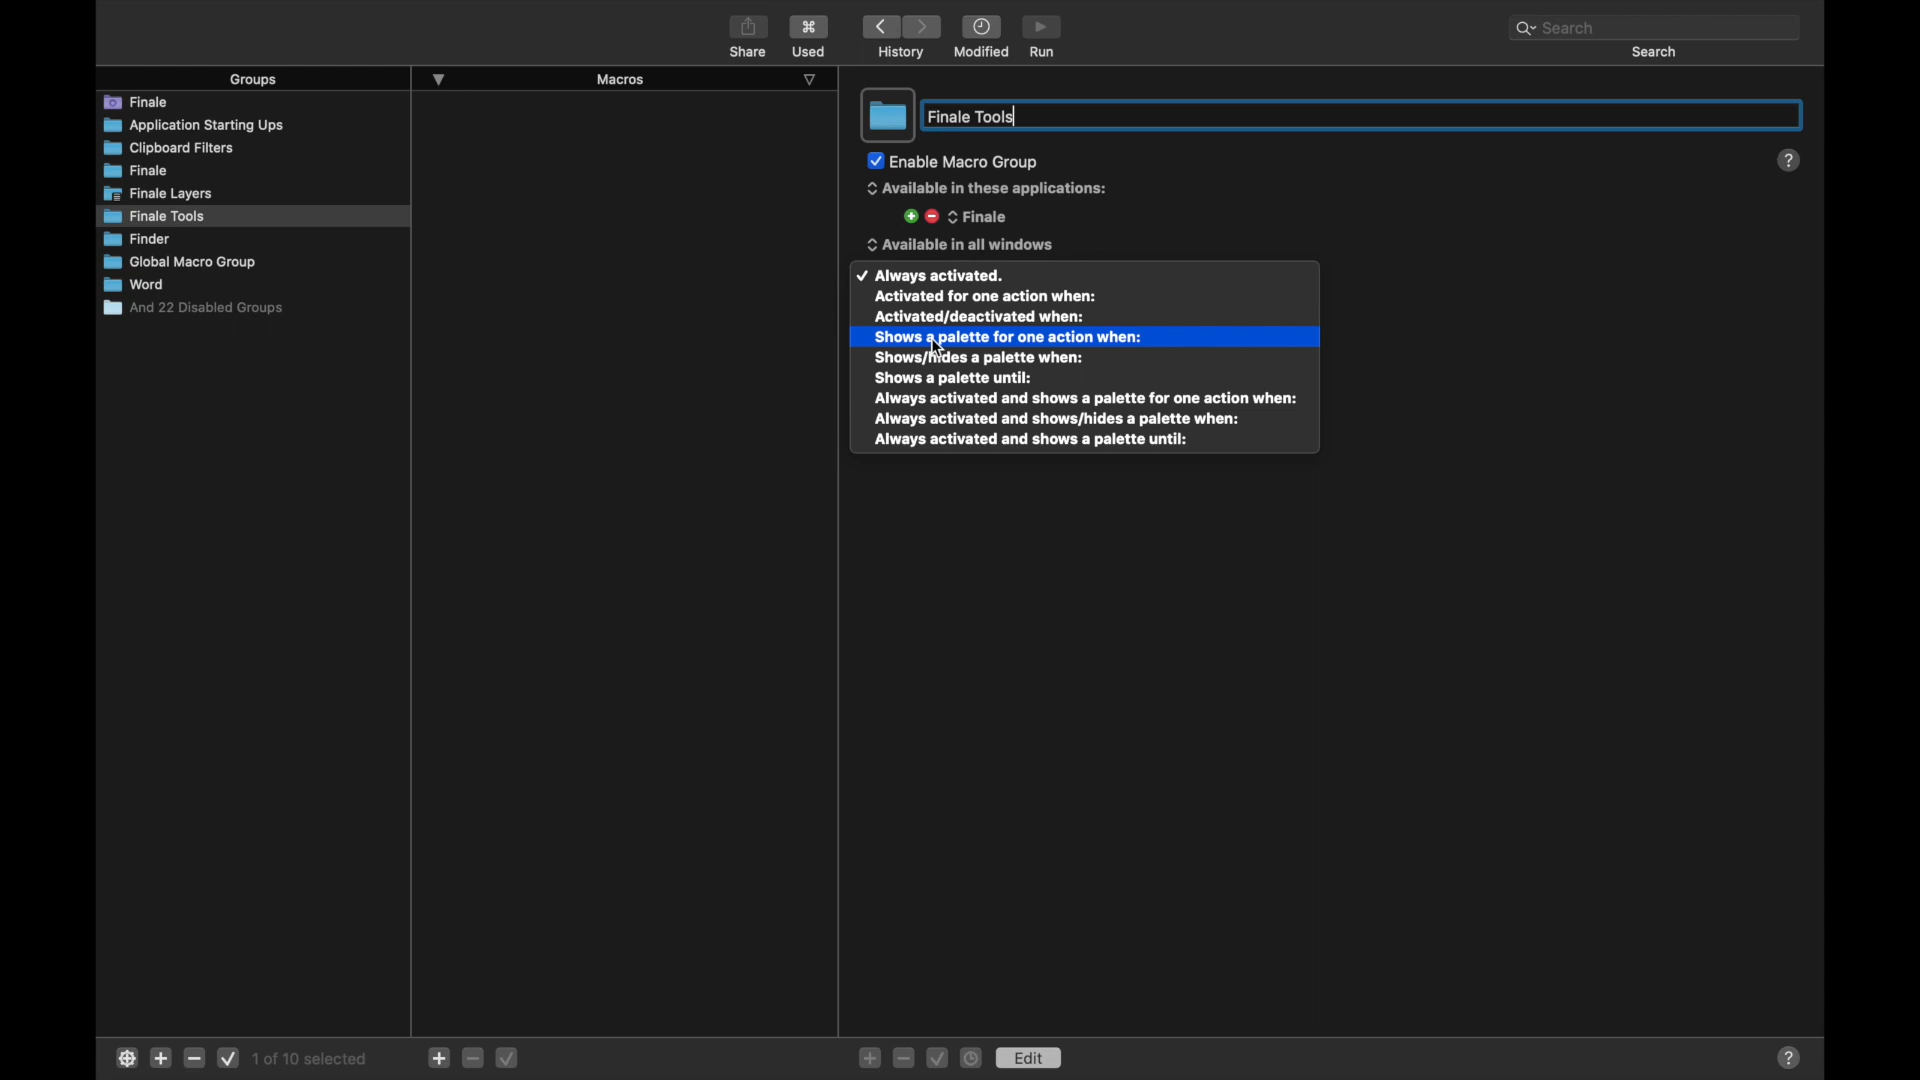 Share
Used
History
Modified
Run
Search
Search
Groups
Macros
Finale
Application Starting Ups
Clipboard Filters
Finale
Finale Layers
Finale Tools
Finder
Global Macro Group
Word
And 22 Disabled Groups
Finale Tools
Enable Macro Group
?
Available in these applications:
Finale
Available in all windows
Always activated.
Activated for one action when:
Activated/deactivated when:
Shows a palette for one action when:
Shows/hides a palette when:
Shows a palette until:
Always activated and shows a palette for one action when:
Always activated and shows/hides a palette when:
Always activated and shows a palette until:
1 of 10 selected
Edit
?